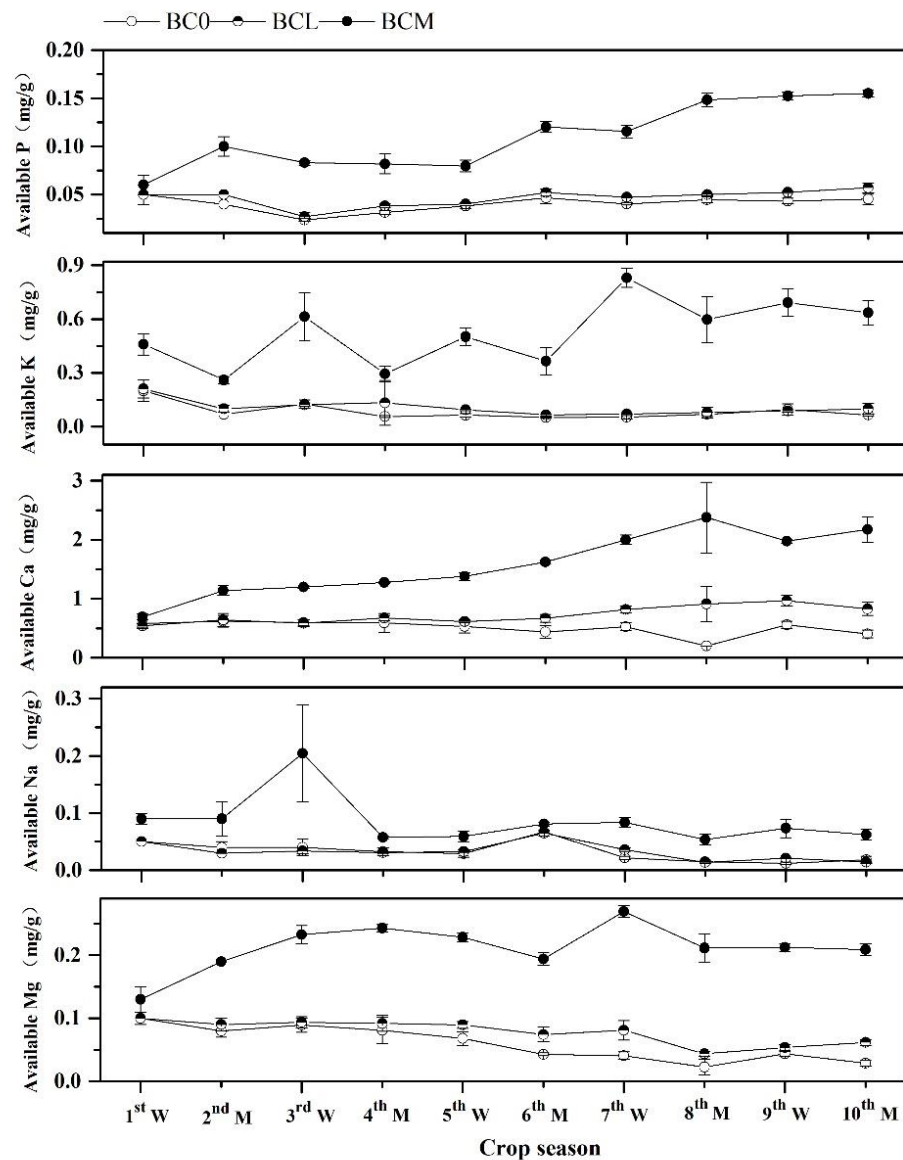 BC0 BCL BCM
Available P（mg/g）
0.20
0.15
0.10
0.05
Available K（mg/g）
0.9
0.6
0.3
0.0
Available Ca（mg/g）
3
2
1
0
Available Na（mg/g）
0.3
0.2
0.1
0.0
Available Mg（mg/g）
0.2
0.1
0.0
1st W 2nd M 3rd W 4th M 5th W 6th M 7th W 8th M 9th W 10th M
Crop season